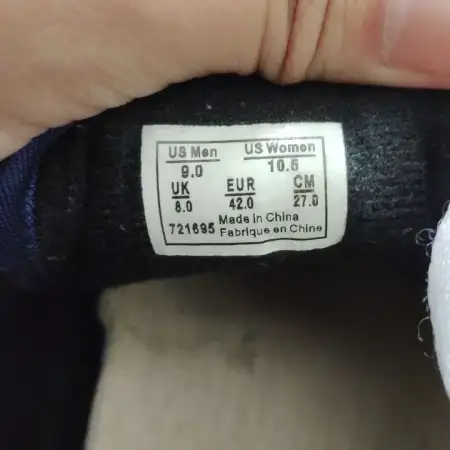 US Men US Women
9.0 10.5
UK EUR CM
8.0 42.0 27.0
721695 Made in China
Fabrique en Chine